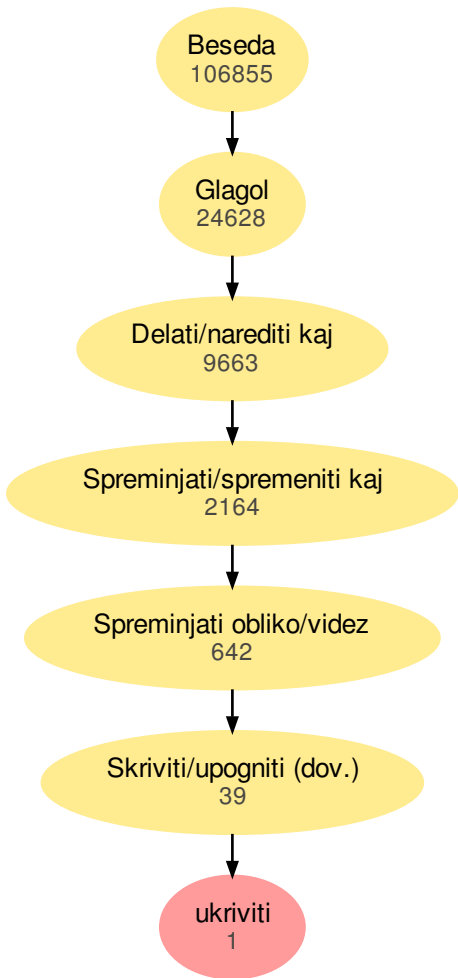 Beseda
106855
Glagol
24628
Delati/narediti kaj
9663
Spreminjati/spremeniti kaj
2164
Spreminjati obliko/videz
642
Skriviti/upogniti (dov.)
39
ukriviti
1